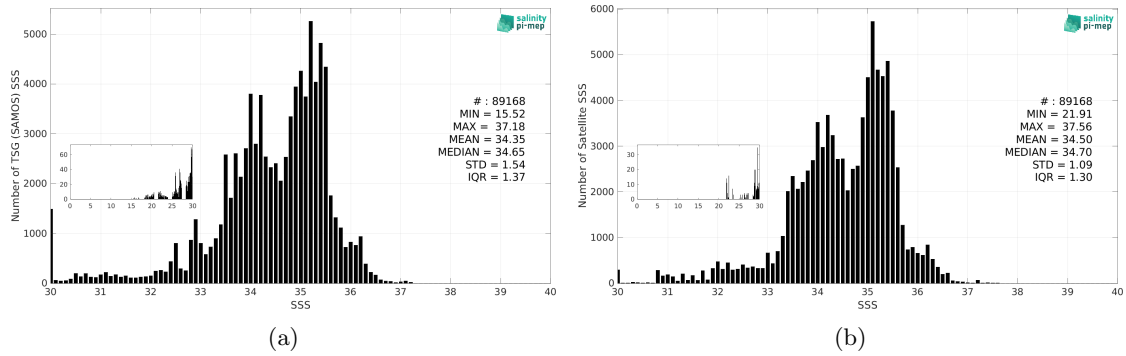 salinity
pi-mep
Number of TSG (SAMOS) SSS
5000
4000
3000
2000
1000
0
# : 89168
MIN = 15.52
MAX = 37.18
MEAN = 34.35
MEDIAN = 34.65
STD = 1.54
IQR = 1.37
60
40
20
0
0 5 10 15 20 25 30
30 31 32 33 34 35 36 37 38 39 40
SSS
(a)
salinity
pi-mep
Number of Satellite SSS
6000
5000
4000
3000
2000
1000
0
# : 89168
MIN = 21.91
MAX = 37.56
MEAN = 34.50
MEDIAN = 34.70
STD = 1.09
IQR = 1.30
30
20
10
0
0 5 10 15 20 25 30
30 31 32 33 34 35 36 37 38 39 40
SSS
(b)